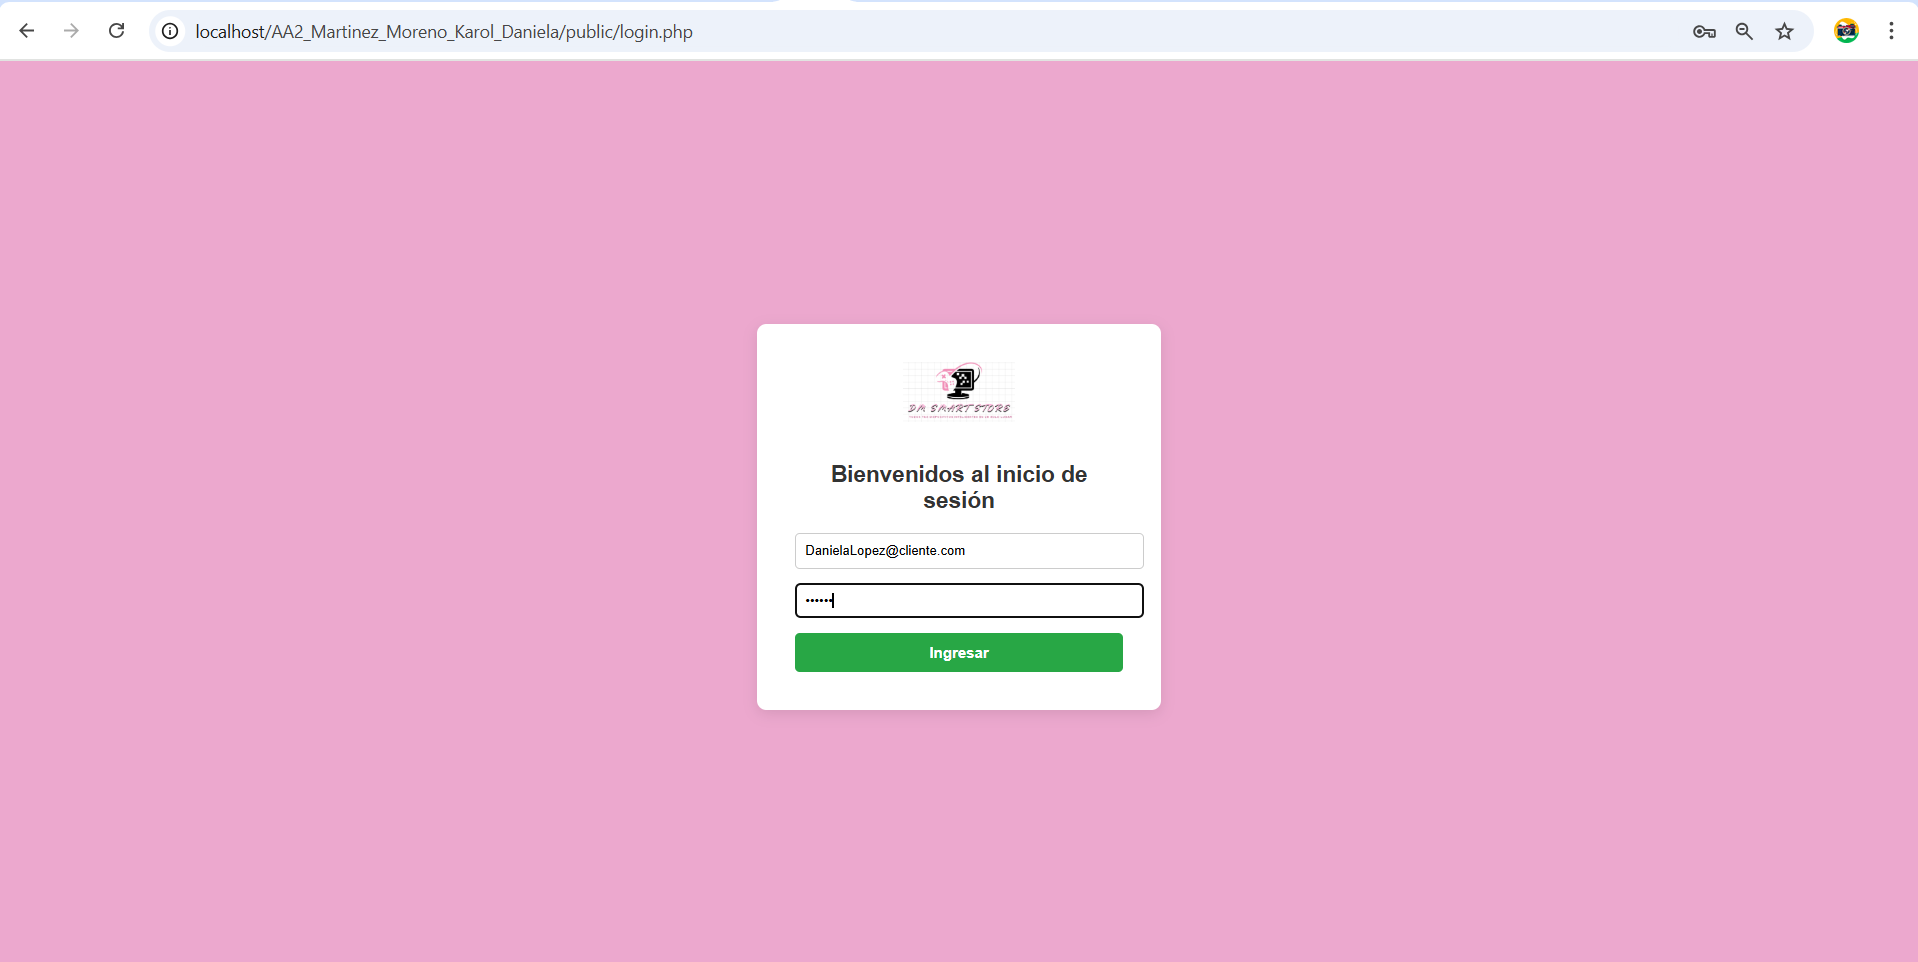 localhost/AA2_Martinez_Moreno_Karol_Daniela/public/login.php
DM SMART STORE
Bienvenidos al inicio de
sesión
DanielaLopez@cliente.com
••••••
Ingresar